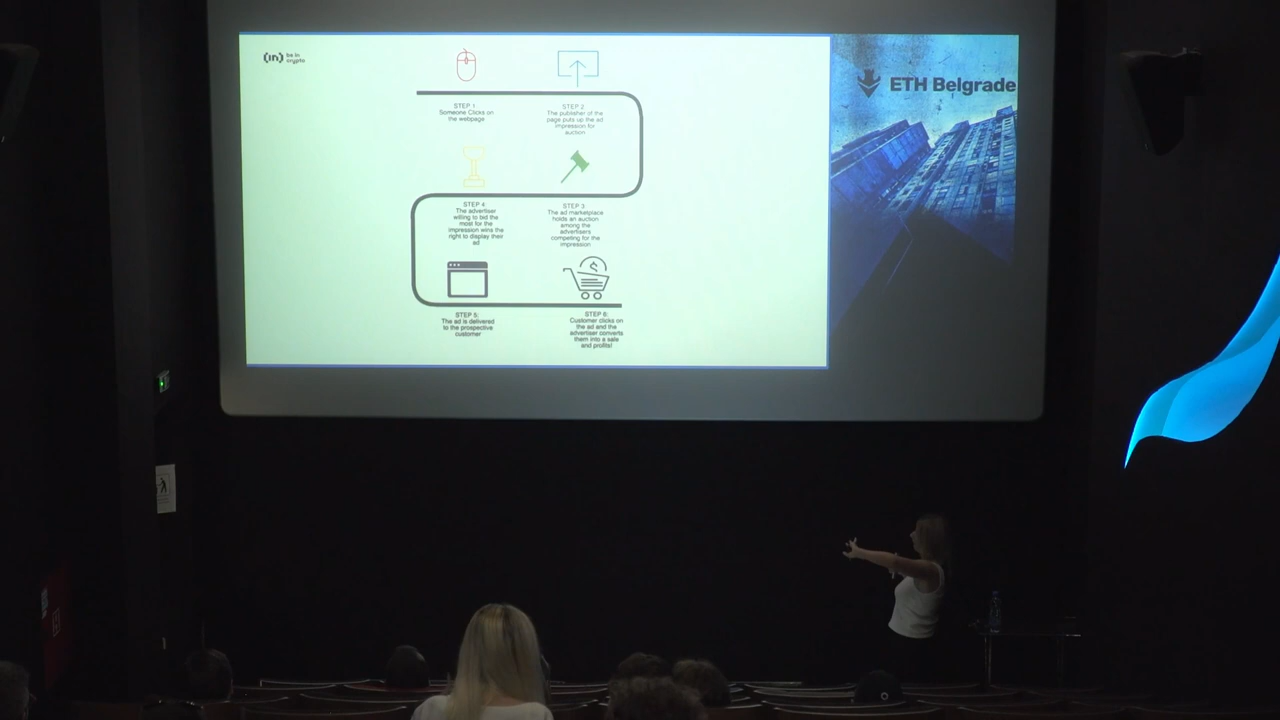 (in) be in
crypto
ETH Belgrade
STEP 1
Someone Clicks on
the webpage
STEP 2
The publisher of the
page puts up the ad
impression for
auction
STEP 3
The ad marketplace
holds an auction
among the
advertisers
competing for the
impression
STEP 4
The advertiser
willing to bid the
most for the
impression wins the
right to display their
ad
STEP 5:
The ad is delivered
to the prospective
customer
STEP 6:
Customer clicks on
the ad and the
advertiser converts
them into a sale
and profits!